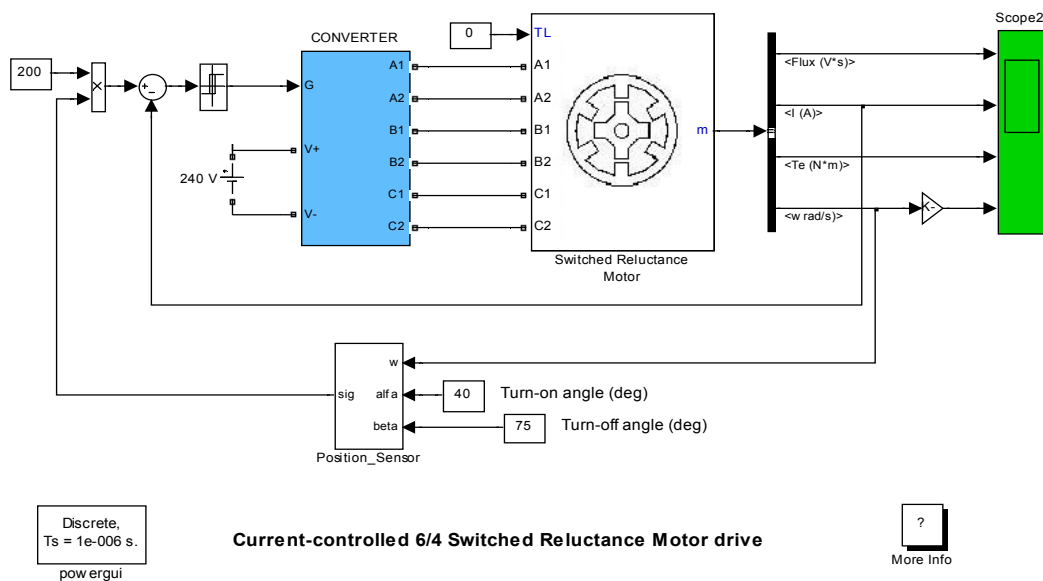 Scope2
CONVERTER
0
TL
200
×
+
-
G
V+
V-
240 V
+
A1
A2
B1
B2
C1
C2
A1
A2
B1
B2
C1
C2
m
Switched Reluctance
Motor
<Flux (V*s)>
<I (A)>
<Te (N*m)>
<w rad/s)>
K-
w
sig
alfa
beta
Position_Sensor
40
Turn-on angle (deg)
75
Turn-off angle (deg)
Discrete,
Ts = 1e-006 s.
powergui
Current-controlled 6/4 Switched Reluctance Motor drive
?
More Info